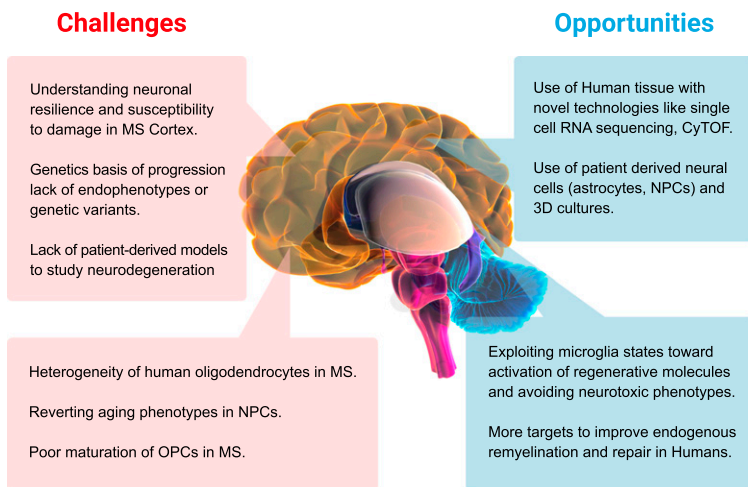 Challenges
Opportunities
Understanding neuronal
resilience and susceptibility
to damage in MS Cortex.
Genetics basis of progression
lack of endophenotypes or
genetic variants.
Lack of patient-derived models
to study neurodegeneration
Use of Human tissue with
novel technologies like single
cell RNA sequencing, CyTOF.
Use of patient derived neural
cells (astrocytes, NPCs) and
3D cultures.
Heterogeneity of human oligodendrocytes in MS.
Reverting aging phenotypes in NPCs.
Poor maturation of OPCs in MS.
Exploiting microglia states toward
activation of regenerative molecules
and avoiding neurotoxic phenotypes.
More targets to improve endogenous
remyelination and repair in Humans.